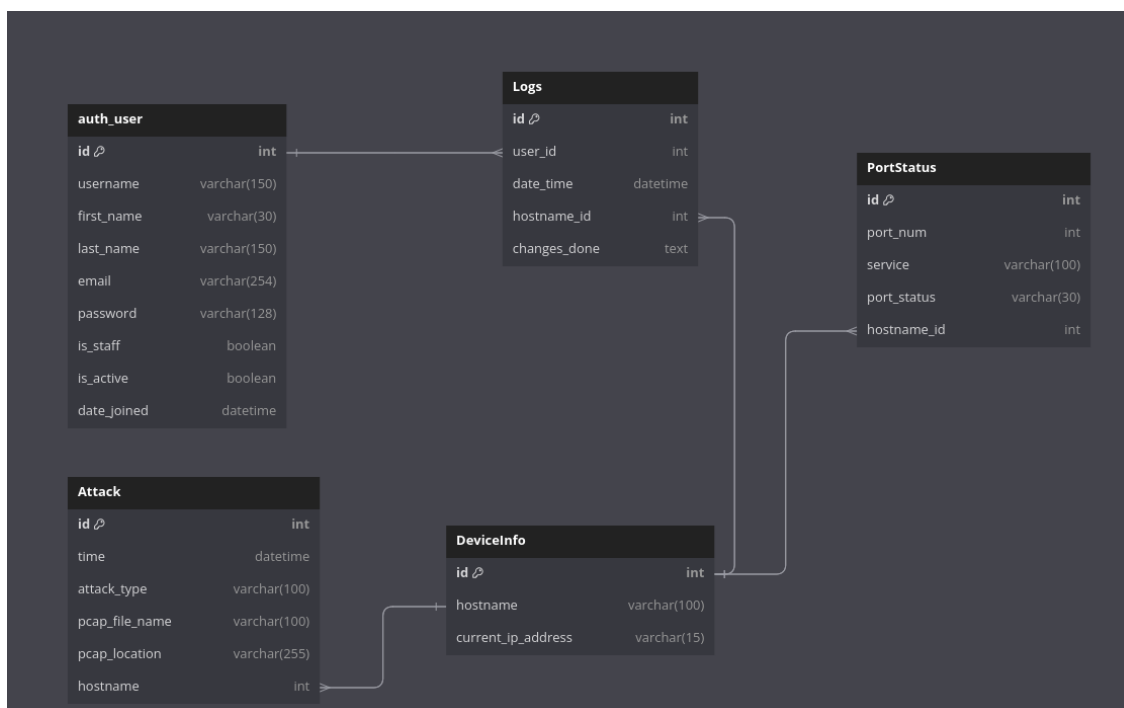 auth_user
id int
username varchar(150)
first_name varchar(30)
last_name varchar(150)
email varchar(254)
password varchar(128)
is_staff boolean
is_active boolean
date_joined datetime
Logs
id int
user_id int
date_time datetime
hostname_id int
changes_done text
PortStatus
id int
port_num int
service varchar(100)
port_status varchar(30)
hostname_id int
Attack
id int
time datetime
attack_type varchar(100)
pcap_file_name varchar(100)
pcap_location varchar(255)
hostname int
DeviceInfo
id int
hostname varchar(100)
current_ip_address varchar(15)